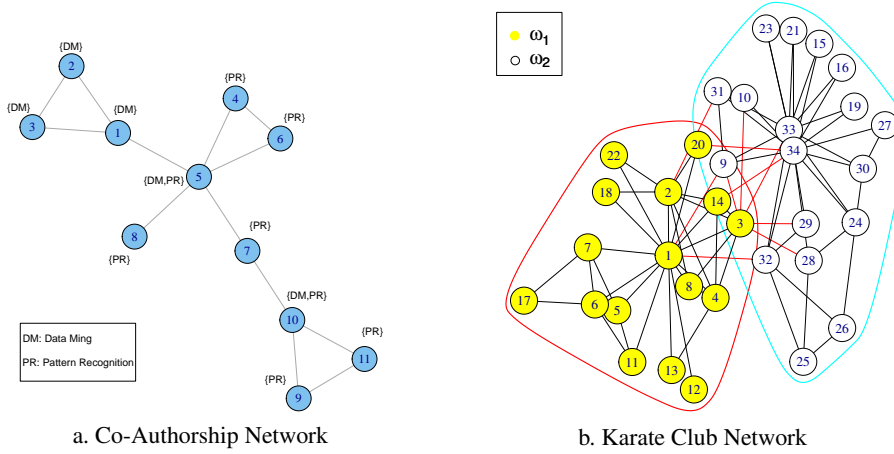 {DM}
2
{DM}
3
{DM}
1
{PR}
4
{PR}
6
5
{DM,PR}
8
{PR}
{PR}
7
{DM,PR}
10
{PR}
11
{PR}
9
DM: Data Ming
PR: Pattern Recognition
a. Co-Authorship Network
ω1
ω2
23
21
15
16
31
10
19
27
33
34
20
9
30
22
18
2
14
3
29
24
7
1
32
28
8
4
17
6
5
26
11
13
12
25
b. Karate Club Network